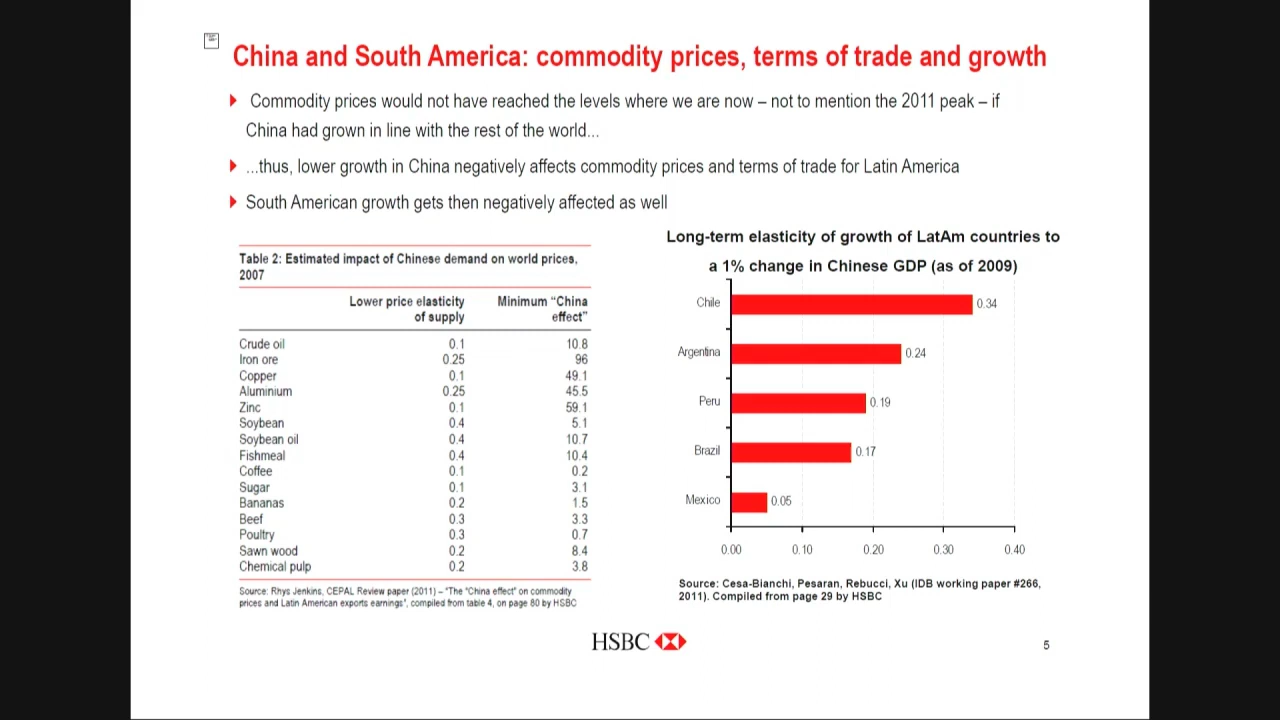 China and South America: commodity prices, terms of trade and growth
Commodity prices would not have reached the levels where we are now – not to mention the 2011 peak – if
China had grown in line with the rest of the world...
...thus, lower growth in China negatively affects commodity prices and terms of trade for Latin America
South American growth gets then negatively affected as well
Table 2: Estimated impact of Chinese demand on world prices,
2007
Lower price elasticity Minimum "China
of supply effect"
Crude oil 0.1 10.8
Iron ore 0.25 96
Copper 0.1 49.1
Aluminium 0.25 45.5
Zinc 0.1 59.1
Soybean 0.4 5.1
Soybean oil 0.4 10.7
Fishmeal 0.4 10.4
Coffee 0.1 0.2
Sugar 0.1 3.1
Bananas 0.2 1.5
Beef 0.3 3.3
Poultry 0.3 0.7
Sawn wood 0.2 8.4
Chemical pulp 0.2 3.8
Source: Rhys Jenkins, CEPAL Review paper (2011) – "The "China effect" on commodity
prices and Latin American exports earnings", compiled from table 4, on page 80 by HSBC
Long-term elasticity of growth of LatAm countries to
a 1% change in Chinese GDP (as of 2009)
Chile 0.34
Argentina 0.24
Peru 0.19
Brazil 0.17
Mexico 0.05
0.00 0.10 0.20 0.30 0.40
Source: Cesa-Bianchi, Pesaran, Rebucci, Xu (IDB working paper #266,
2011). Compiled from page 29 by HSBC
HSBC
5